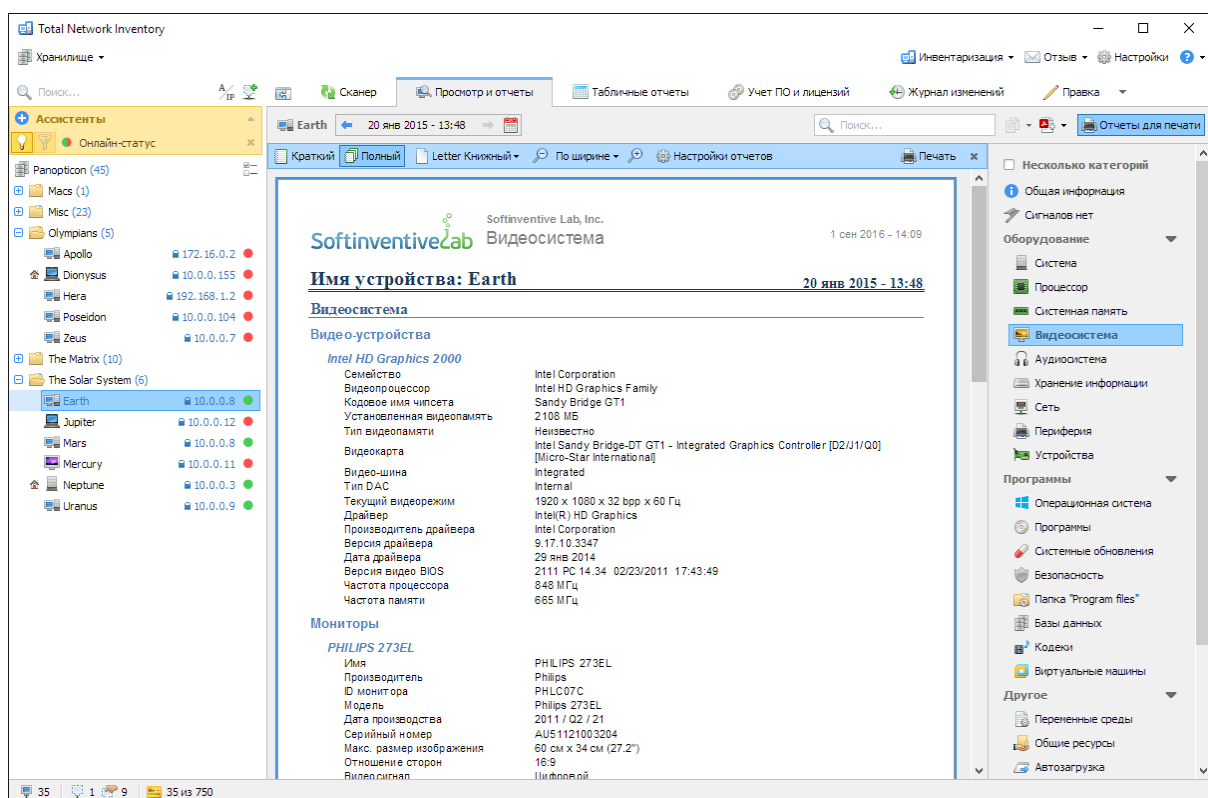 Total Network Inventory
Хранилище
Инвентаризация Отзыв Настройки ?
Поиск... A/IP Сканер Просмотр и отчеты Табличные отчеты Учет ПО и лицензий Журнал изменений Правка
Ассистенты
Онлайн-статус
Panopticon (45)
Macs (1)
Misc (23)
Olympians (5)
Apollo 172.16.0.2
Dionysus 10.0.0.155
Hera 192.168.1.2
Poseidon 10.0.0.104
Zeus 10.0.0.7
The Matrix (10)
The Solar System (6)
Earth 10.0.0.8
Jupiter 10.0.0.12
Mars 10.0.0.8
Mercury 10.0.0.11
Neptune 10.0.0.3
Uranus 10.0.0.9
Earth 20 янв 2015 - 13:48 Поиск... Отчеты для печати
Краткий Полный Letter Книжный По ширине Настройки отчетов Печать
Softinventive Lab
Softinventive Lab, Inc.
Видеосистема
1 сен 2016 - 14:09
Имя устройства: Earth 20 янв 2015 - 13:48
Видеосистема
Видео-устройства
Intel HD Graphics 2000
Семейство Intel Corporation
Видеопроцессор Intel HD Graphics Family
Кодовое имя чипсета Sandy Bridge GT1
Установленная видеопамять 2108 МБ
Тип видеопамяти Неизвестно
Видеокарта Intel Sandy Bridge-DT GT1 - Integrated Graphics Controller [D2/J1/Q0]
[Micro-Star International]
Видео-шина Integrated
Тип DAC Internal
Текущий видеорежим 1920 x 1080 x 32 bpp x 60 Гц
Драйвер Intel(R) HD Graphics
Производитель драйвера Intel Corporation
Версия драйвера 9.17.10.3347
Дата драйвера 29 янв 2014
Версия видео BIOS 2111 PC 14.34 02/23/2011 17:43:49
Частота процессора 848 МГц
Частота памяти 665 МГц
Мониторы
PHILIPS 273EL
Имя PHILIPS 273EL
Производитель Philips
ID монитора PHLC07C
Модель Philips 273EL
Дата производства 2011 / Q2 / 21
Серийный номер AU51121003204
Макс. размер изображения 60 см x 34 см (27.2")
Отношение сторон 16:9
Видеосигнал Цифровой
Несколько категорий
Общая информация
Сигналов нет
Оборудование
Система
Процессор
Системная память
Видеосистема
Аудиосистема
Хранение информации
Сеть
Периферия
Устройства
Программы
Операционная система
Программы
Системные обновления
Безопасность
Папка "Program files"
Базы данных
Кодеки
Виртуальные машины
Другое
Переменные среды
Общие ресурсы
Автозагрузка
35 1 9 35 из 750